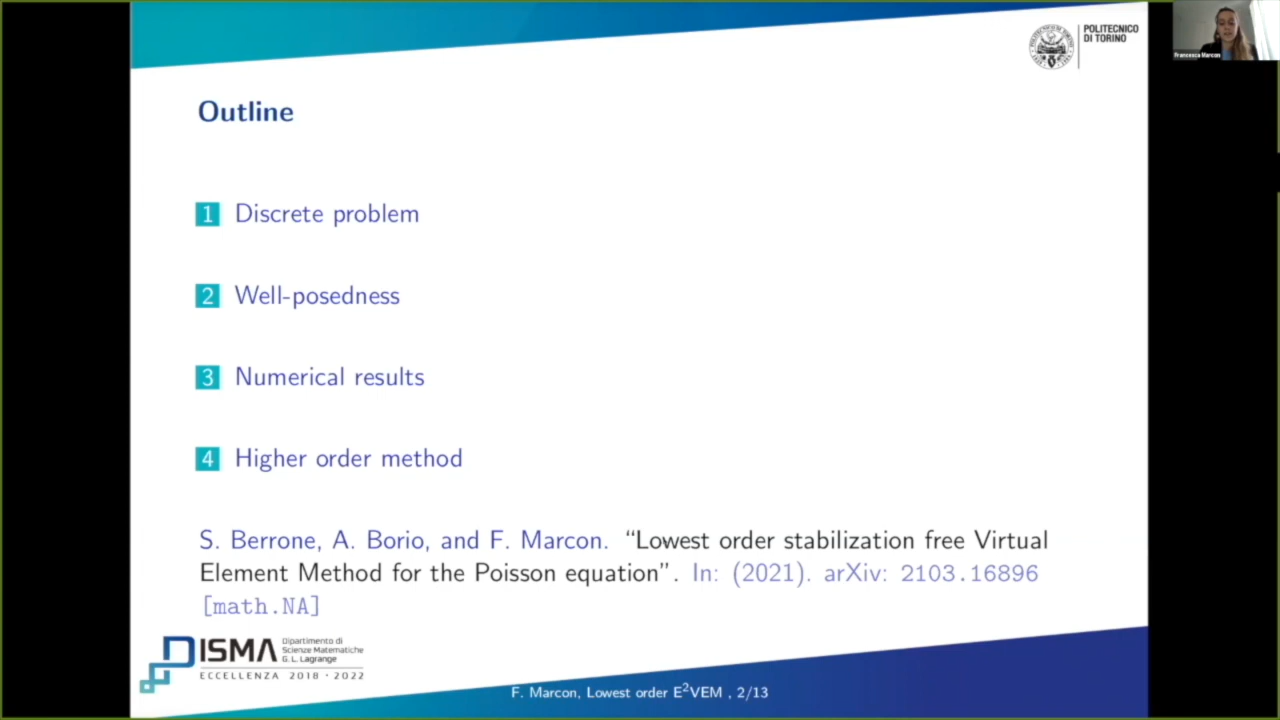 POLITECNICO
DI TORINO
Francesca Marcon
Outline
1 Discrete problem
2 Well-posedness
3 Numerical results
4 Higher order method
S. Berrone, A. Borio, and F. Marcon. “Lowest order stabilization free Virtual
Element Method for the Poisson equation”. In: (2021). arXiv: 2103.16896
[math.NA]
DISMA
Dipartimento di
Scienze Matematiche
G. L. Lagrange
ECCELLENZA 2018 · 2022
F. Marcon, Lowest order E²VEM , 2/13